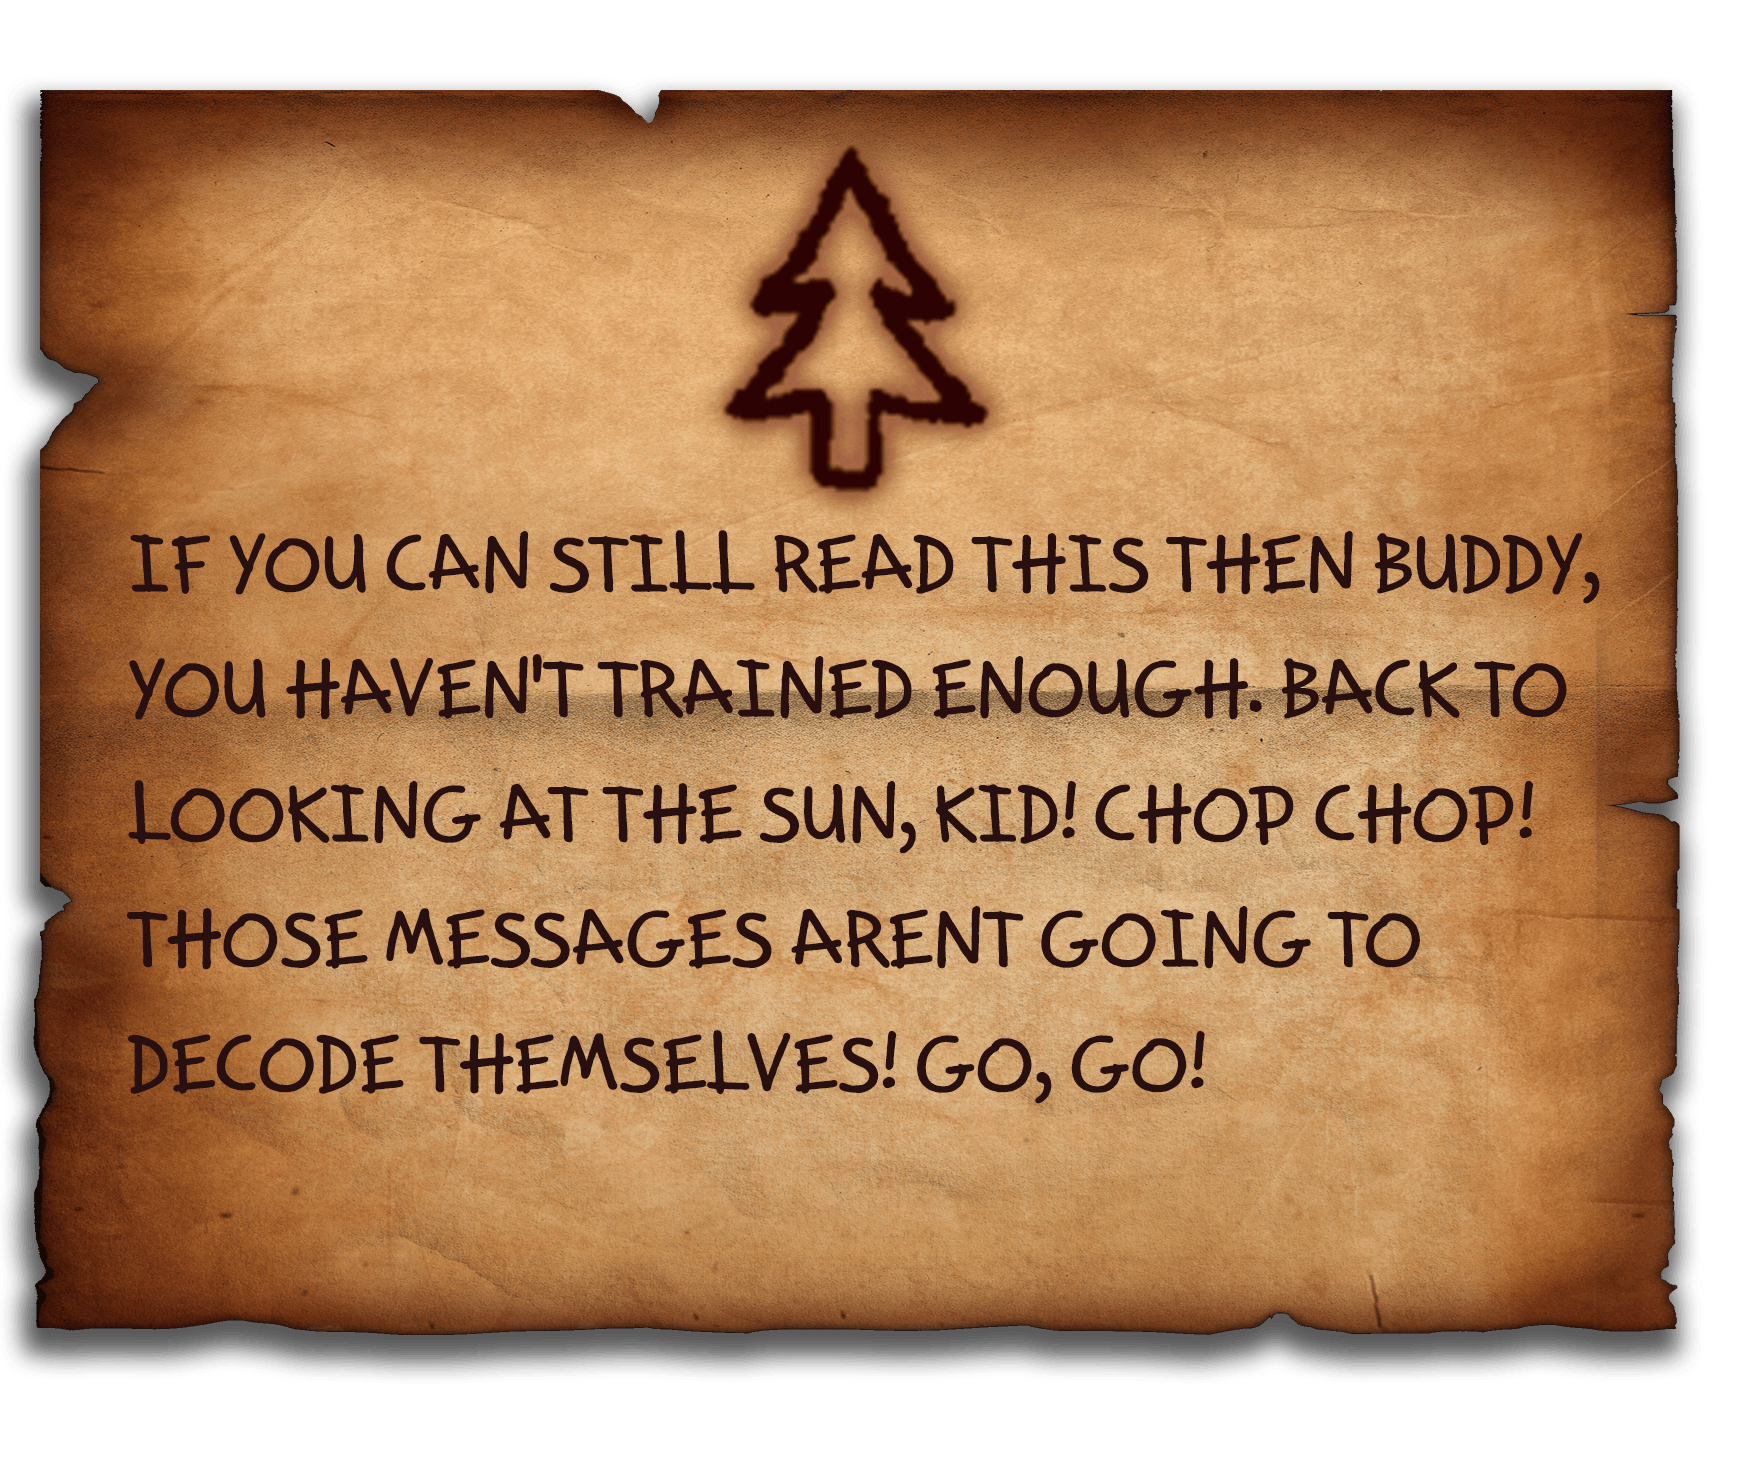 IF YOU CAN STILL READ THIS THEN BUDDY,
YOU HAVEN'T TRAINED ENOUGH. BACK TO
LOOKING AT THE SUN, KID! CHOP CHOP!
THOSE MESSAGES ARENT GOING TO
DECODE THEMSELVES! GO, GO!